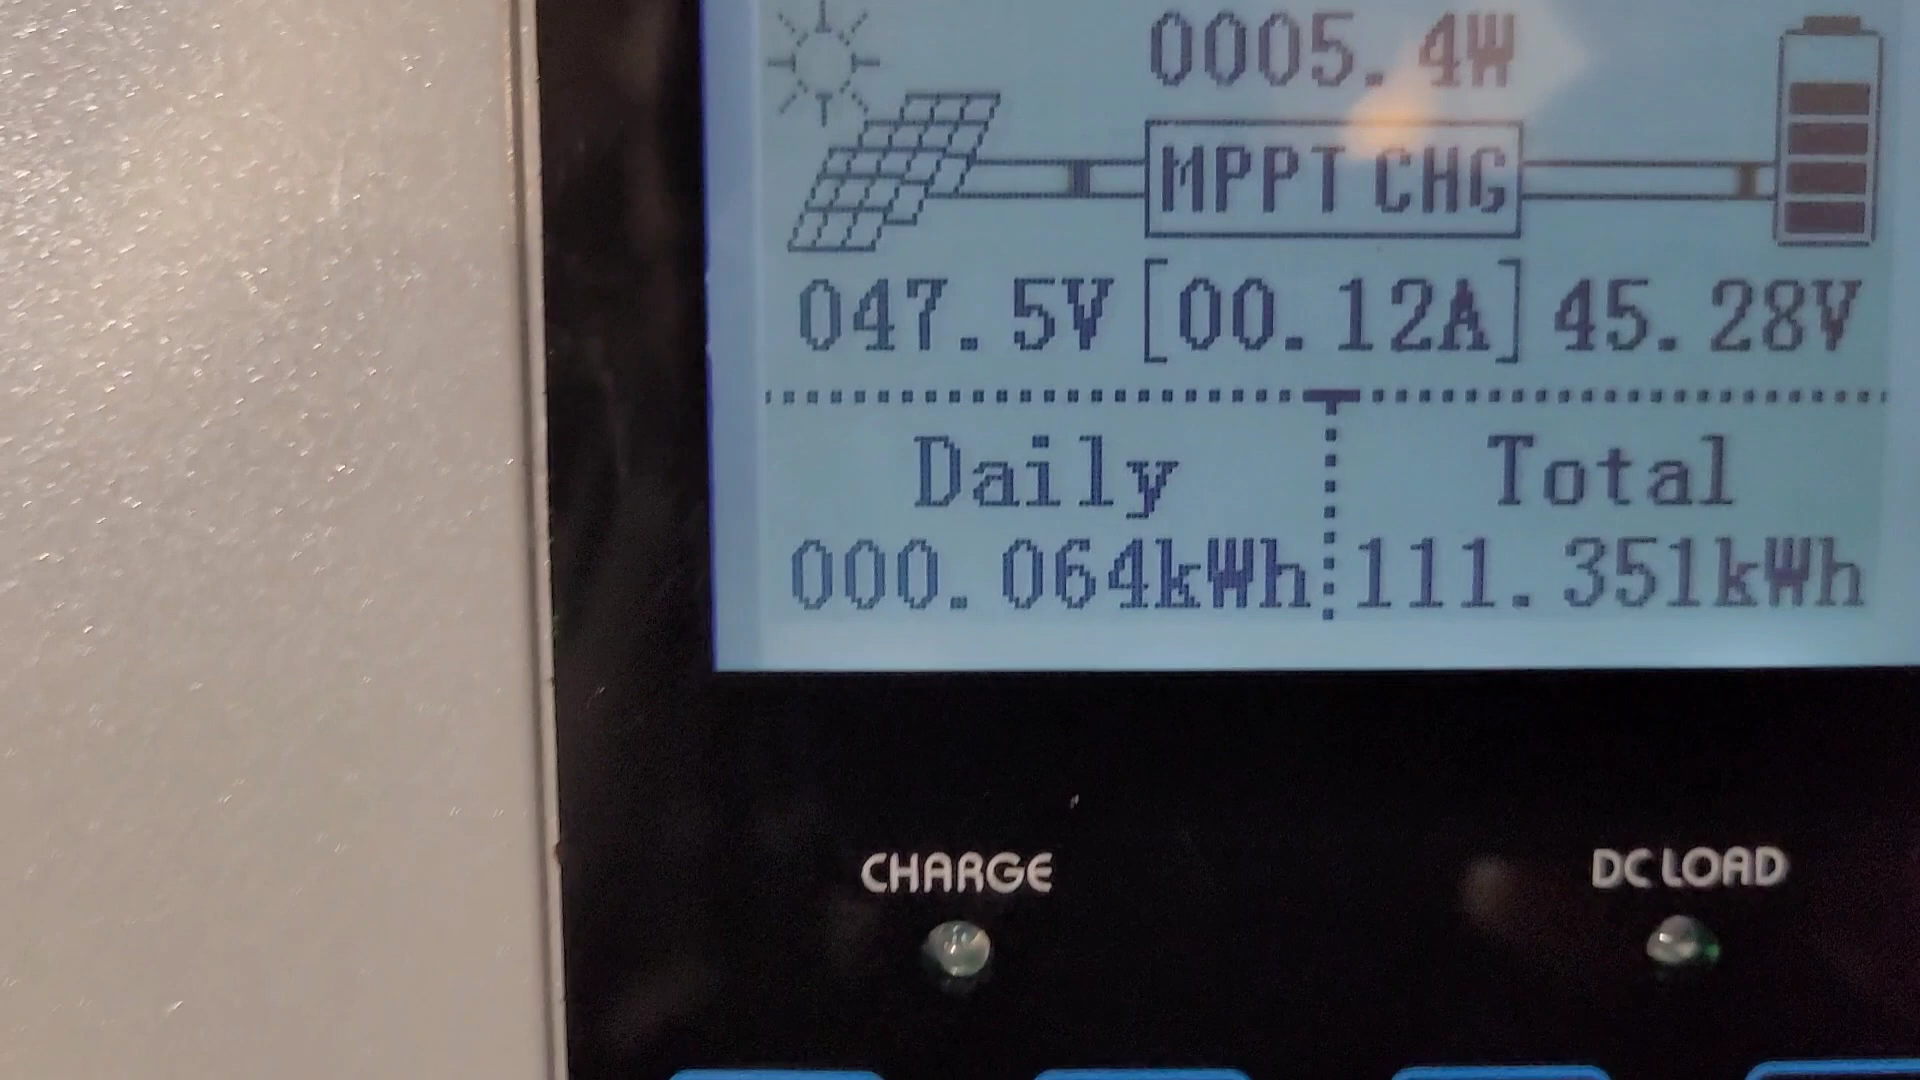 0005.4W
MPPT CHG
047.5V [00.12A] 45.28V
Daily Total
000.064kWh 111.351kWh
CHARGE DC LOAD